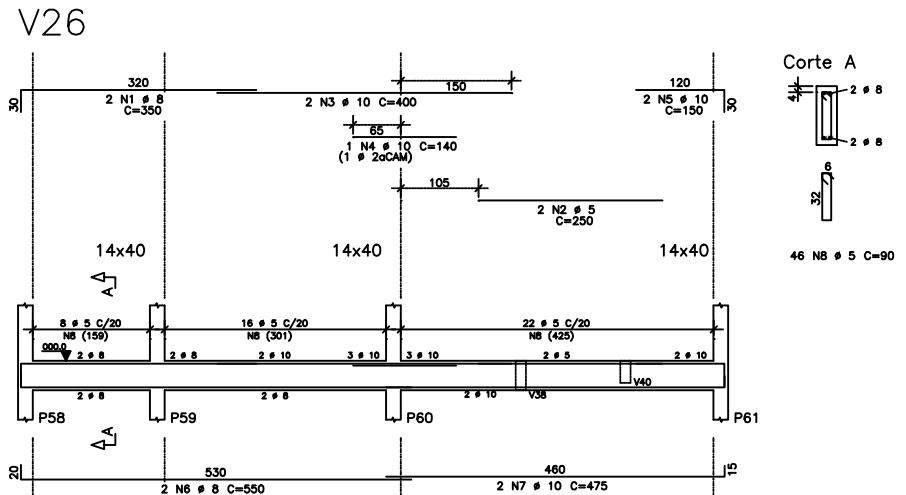 V26
320
2 N1 ø 8
C=350
30
2 N3 ø 10 C=400
150
120
2 N5 ø 10
C=150
30
65
1 N4 ø 10 C=140
(1 ø 2aCAM)
105
2 N2 ø 5
C=250
14x40
14x40
14x40
A
8 ø 5 C/20
N8 (159)
16 ø 5 C/20
N8 (301)
22 ø 5 C/20
N8 (425)
000.0
2 ø 8
2 ø 8
2 ø 10
3 ø 10
3 ø 10
2 ø 5
2 ø 10
2 ø 8
2 ø 8
2 ø 10
V38
V40
P58
P59
P60
P61
A
20
530
2 N6 ø 8 C=550
460
2 N7 ø 10 C=475
15
Corte A
4
2 ø 8
2 ø 8
6
32
46 N8 ø 5 C=90